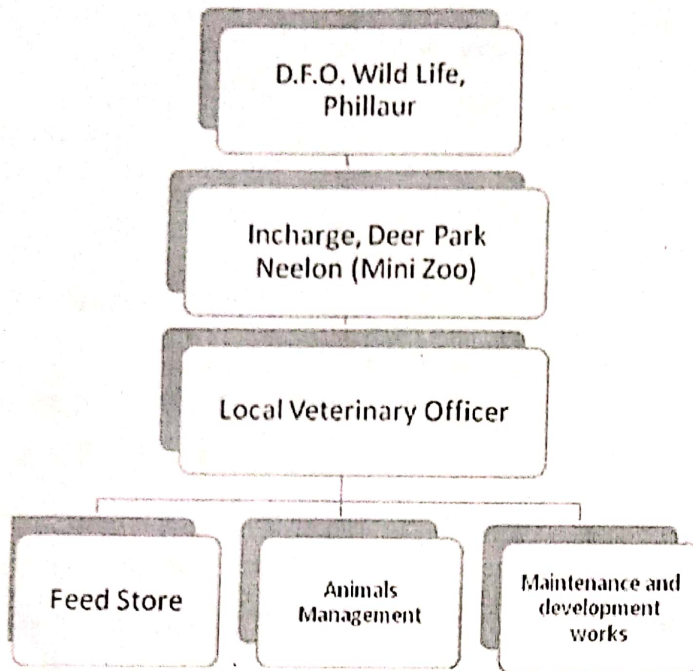 D.F.O. Wild Life,
Phillaur
Incharge, Deer Park
Neelon (Mini Zoo)
Local Veterinary Officer
Feed Store
Animals
Management
Maintenance and
development
works